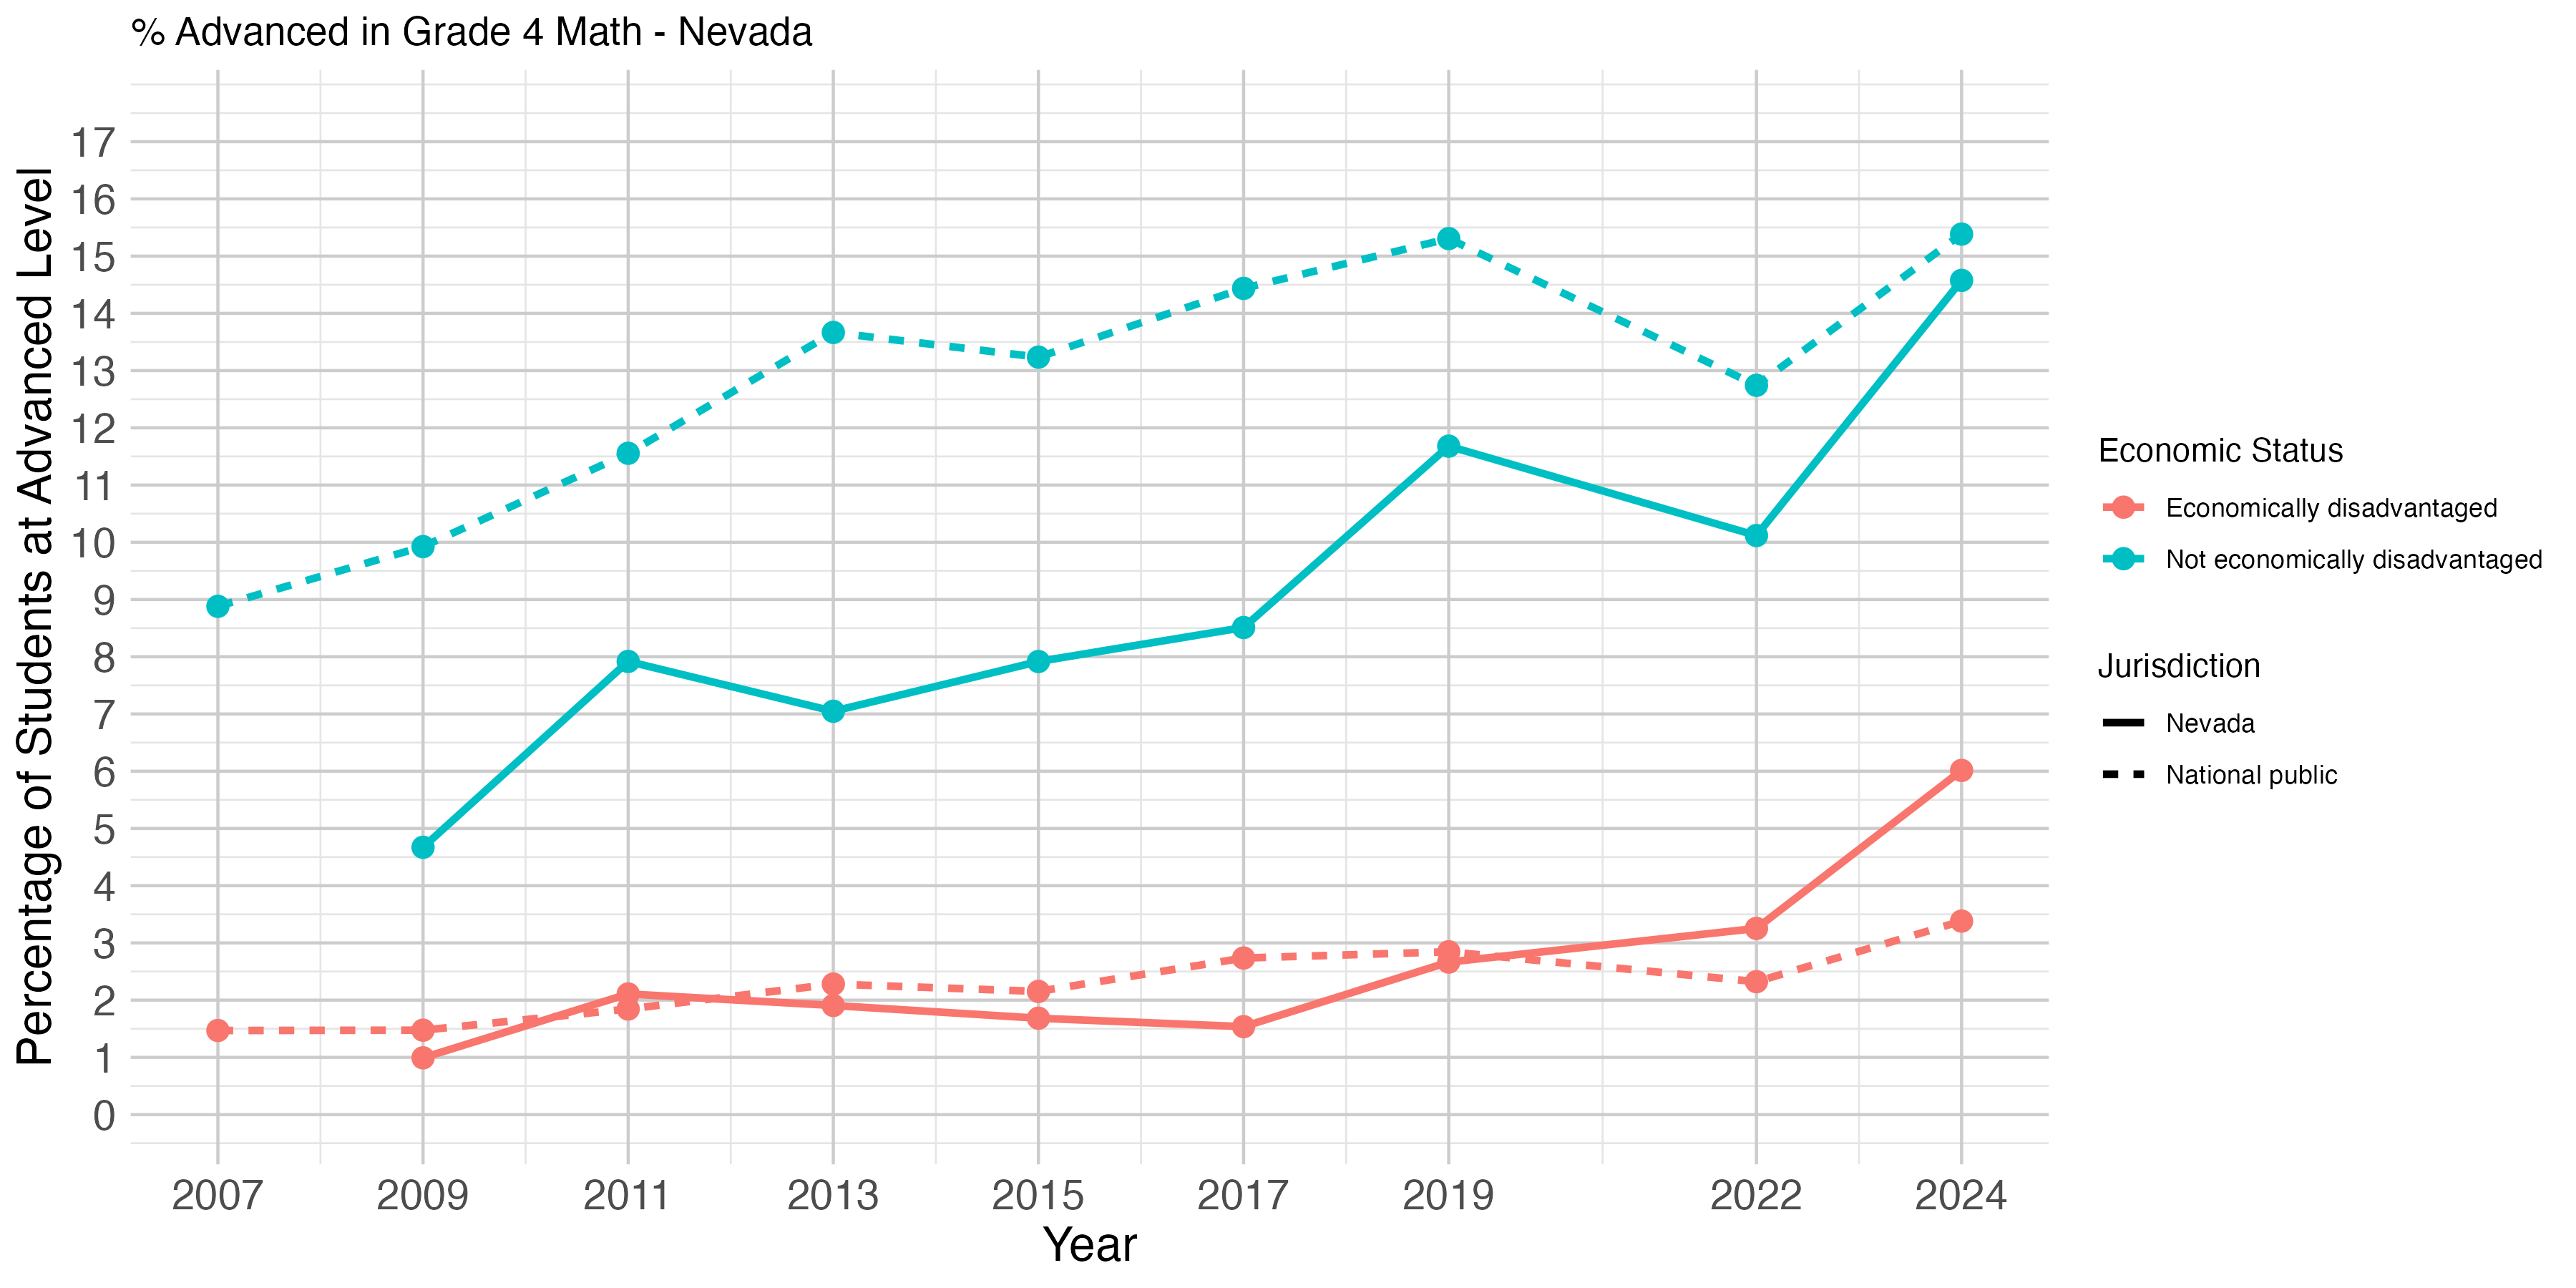 % Advanced in Grade 4 Math - Nevada
Percentage of Students at Advanced Level
17
16
15
14
13
12
11
10
9
8
7
6
5
4
3
2
1
0
2007 2009 2011 2013 2015 2017 2019 2022 2024
Year
Economic Status
Economically disadvantaged
Not economically disadvantaged
Jurisdiction
Nevada
National public